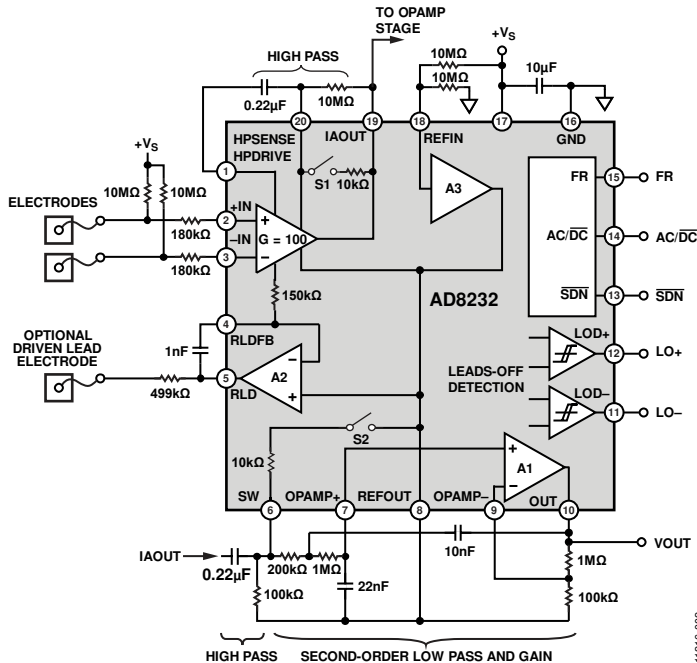 TO OPAMP
STAGE
+VS
HIGH PASS
10MΩ
10MΩ
10µF
0.22µF
10MΩ
20
19
18
17
16
HPSENSE
IAOUT
REFIN
GND
HPDRIVE
+VS
1
S1
10kΩ
A3
FR
15
FR
10MΩ
10MΩ
ELECTRODES
+IN
2
180kΩ
+
G = 100
AC/DC
14
AC/DC
–IN
3
180kΩ
–
150kΩ
AD8232
SDN
13
SDN
OPTIONAL
DRIVEN LEAD
ELECTRODE
4
RLDFB
1nF
LOD+
12
LO+
5
RLD
A2
–
+
499kΩ
LEADS-OFF
DETECTION
LOD–
11
LO–
S2
10kΩ
+
A1
–
SW
OPAMP+
REFOUT
OPAMP–
OUT
6
7
8
9
10
10nF
VOUT
IAOUT
0.22µF
200kΩ
1MΩ
1MΩ
100kΩ
22nF
100kΩ
HIGH PASS
SECOND-ORDER LOW PASS AND GAIN